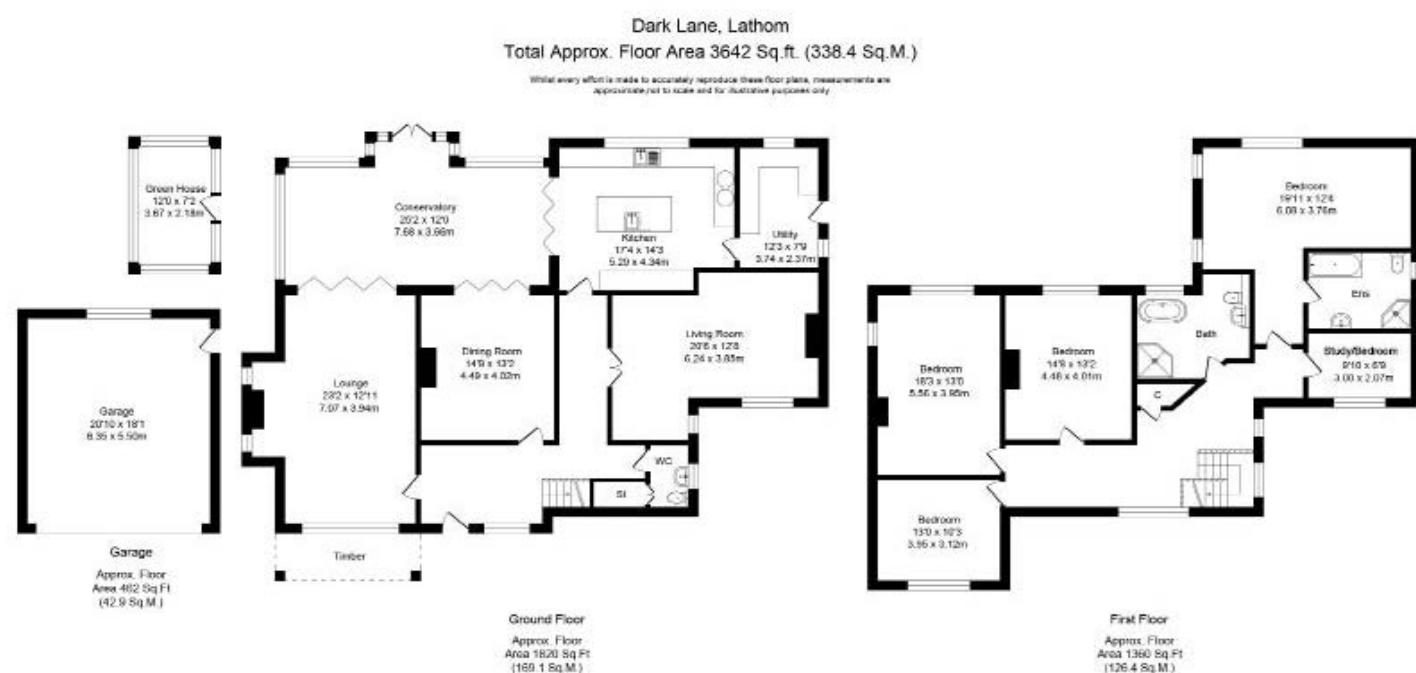 Dark Lane, Lathom
Total Approx. Floor Area 3642 Sq.ft. (338.4 Sq.M.)
Whilst every effort is made to accurately reproduce these floor plans, measurements are
approximate,not to scale and for illustrative purposes only
Green House
12'0 x 7'2
3.67 x 2.18m
Garage
20'10 x 18'1
6.35 x 5.50m
Garage
Approx. Floor
Area 462 Sq.Ft
(42.9 Sq.M.)
Conservatory
25'2 x 12'0
7.68 x 3.66m
Kitchen
17'4 x 14'3
5.29 x 4.34m
Utility
12'3 x 7'9
3.74 x 2.37m
Lounge
23'2 x 12'11
7.07 x 3.94m
Dining Room
14'9 x 13'2
4.49 x 4.02m
Living Room
20'6 x 12'8
6.24 x 3.85m
WC
St
Timber
Ground Floor
Approx. Floor
Area 1820 Sq.Ft
(169.1 Sq.M.)
Bedroom
19'11 x 12'4
6.08 x 3.76m
Ens
Bath
Study/Bedroom
9'10 x 6'9
3.00 x 2.07m
Bedroom
18'3 x 13'0
5.56 x 3.95m
Bedroom
14'8 x 13'2
4.48 x 4.01m
C
Bedroom
13'0 x 10'3
3.95 x 3.12m
First Floor
Approx. Floor
Area 1360 Sq.Ft
(126.4 Sq.M.)